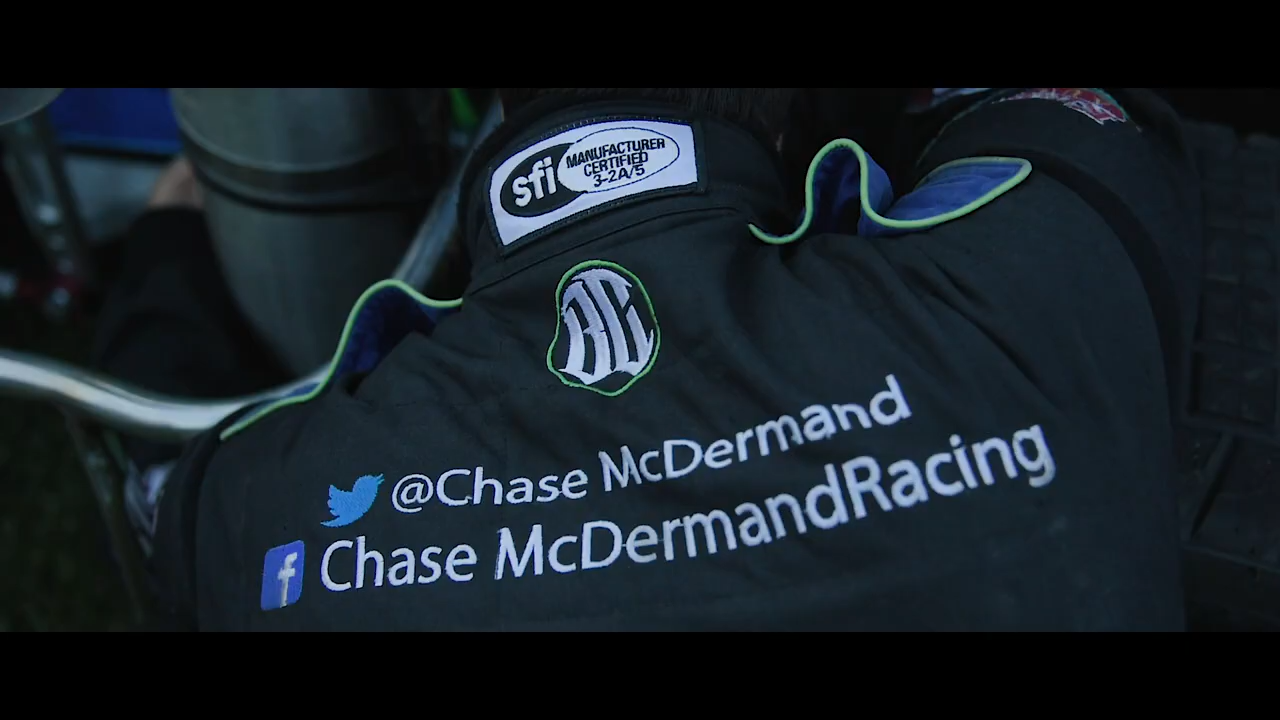 sfi
MANUFACTURER
CERTIFIED
3-2A/5
@Chase McDermand
f Chase McDermandRacing